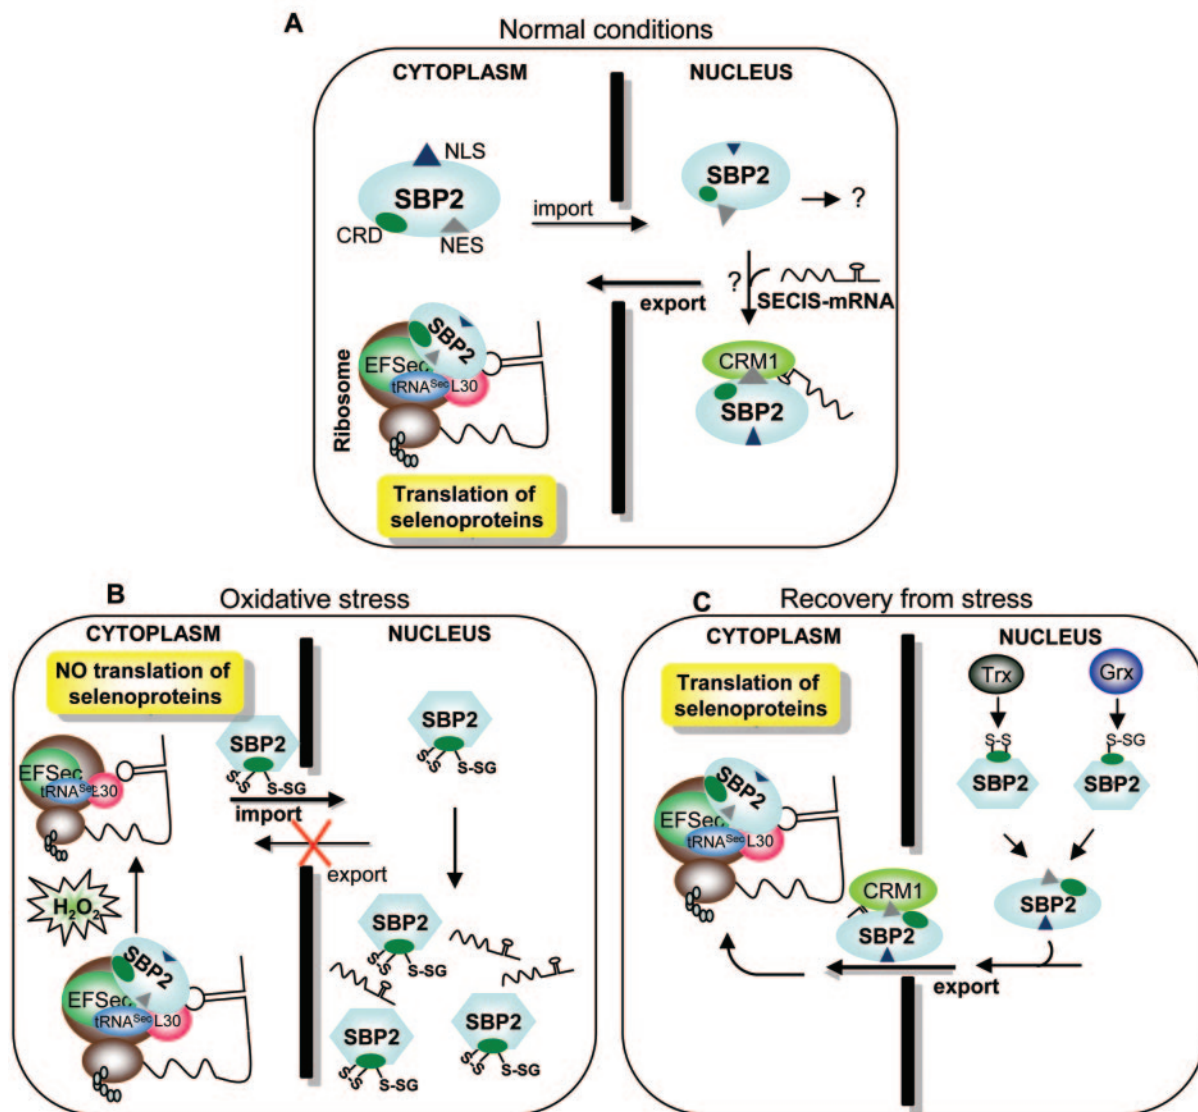 A
Normal conditions
CYTOPLASM
NUCLEUS
NLS
SBP2
CRD
NES
import
SBP2
?
?
SECIS-mRNA
export
Ribosome
SBP2
EFSec
tRNASec
L30
CRM1
SBP2
Translation of
selenoproteins
B
Oxidative stress
CYTOPLASM
NUCLEUS
NO translation of
selenoproteins
SBP2
S-S
S-SG
import
SBP2
S-S
S-SG
EFSec
tRNASec
L30
export
H2O2
SBP2
EFSec
tRNASec
L30
SBP2
S-S
S-SG
SBP2
S-S
S-SG
SBP2
S-S
S-SG
C
Recovery from stress
CYTOPLASM
NUCLEUS
Translation of
selenoproteins
Trx
Grx
S-S
S-SG
SBP2
SBP2
SBP2
EFSec
tRNASec
L30
CRM1
SBP2
SBP2
export